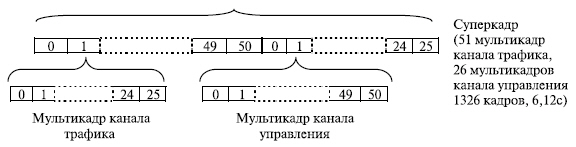 0 1 49 50 0 1 24 25
Суперкадр
(51 мультикадр
канала трафика,
26 мультикадров
канала управления
1326 кадров, 6,12с)
0 1 24 25
0 1 49 50
Мультикадр канала
трафика
Мультикадр канала
управления